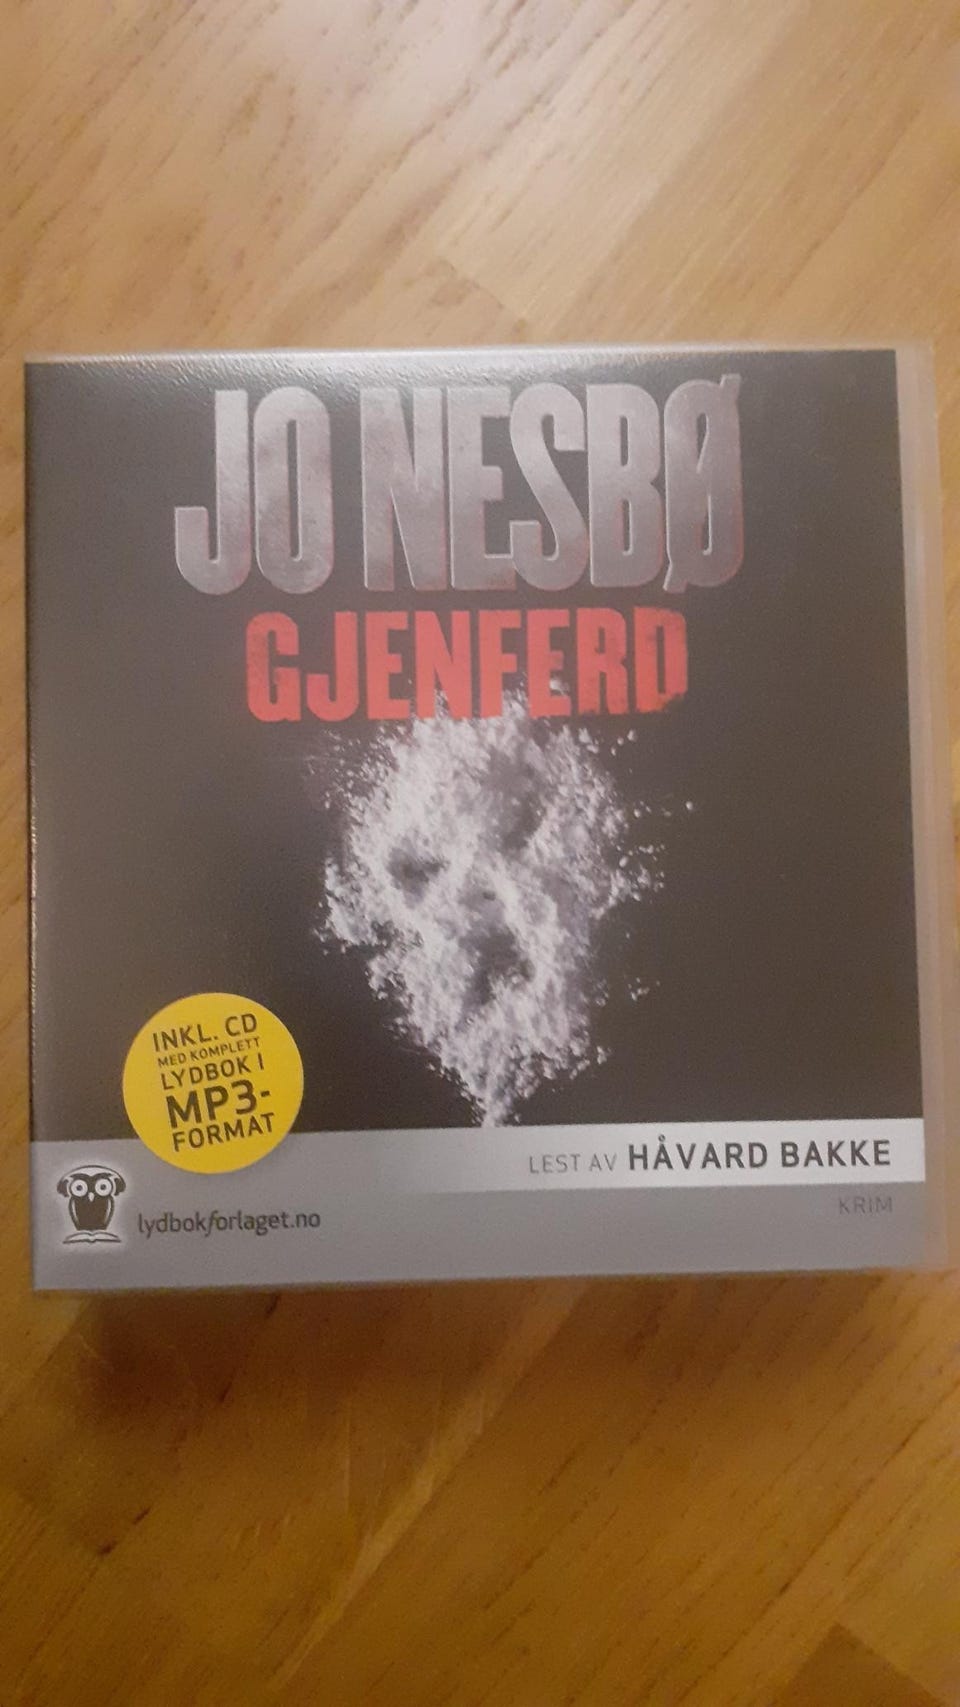 JO NESBØ
GJENFERD
INKL. CD
MED KOMPLETT
LYDBOK I
MP3-
FORMAT
LEST AV HÅVARD BAKKE
KRIM
lydbokforlaget.no